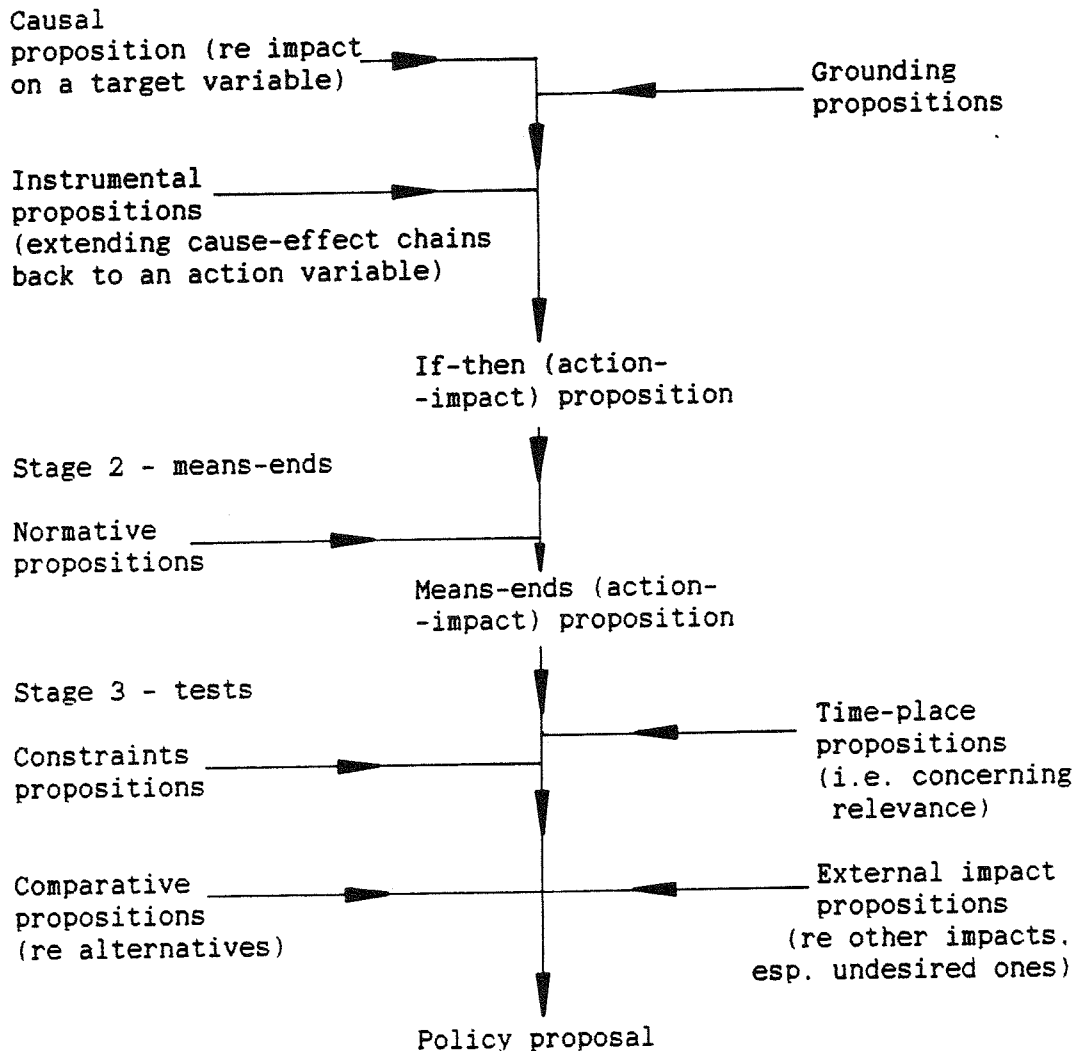 Causal
proposition (re impact
on a target variable)
Grounding
propositions
Instrumental
propositions
(extending cause-effect chains
back to an action variable)
If-then (action-
-impact) proposition
Stage 2 - means-ends
Normative
propositions
Means-ends (action-
-impact) proposition
Stage 3 - tests
Time-place
propositions
(i.e. concerning
relevance)
Constraints
propositions
Comparative
propositions
(re alternatives)
External impact
propositions
(re other impacts.
esp. undesired ones)
Policy proposal